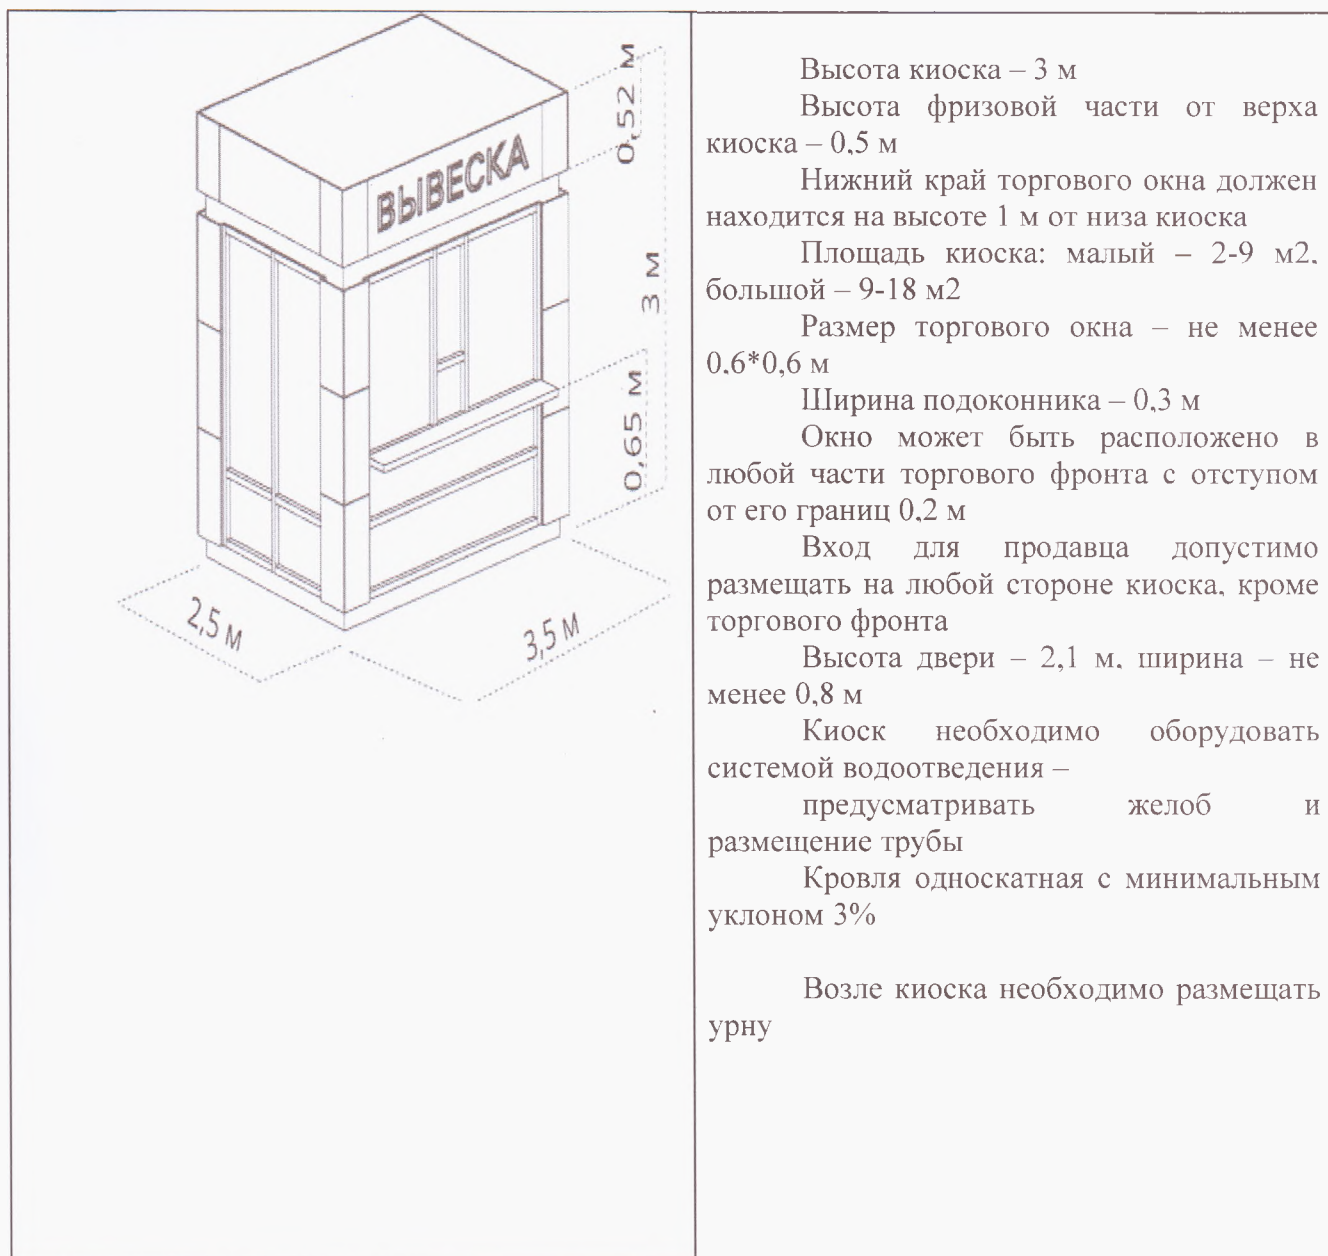 0,52 м
ВЫВЕСКА
3 м
0,65 м
2,5 м
3,5 м
Высота киоска – 3 м
Высота фризовой части от верха
киоска – 0,5 м
Нижний край торгового окна должен
находится на высоте 1 м от низа киоска
Площадь киоска: малый – 2-9 м2,
большой – 9-18 м2
Размер торгового окна – не менее
0,6*0,6 м
Ширина подоконника – 0,3 м
Окно может быть расположено в
любой части торгового фронта с отступом
от его границ 0,2 м
Вход для продавца допустимо
размещать на любой стороне киоска, кроме
торгового фронта
Высота двери – 2,1 м, ширина – не
менее 0,8 м
Киоск необходимо оборудовать
системой водоотведения –
предусматривать желоб и
размещение трубы
Кровля односкатная с минимальным
уклоном 3%
Возле киоска необходимо размещать
урну